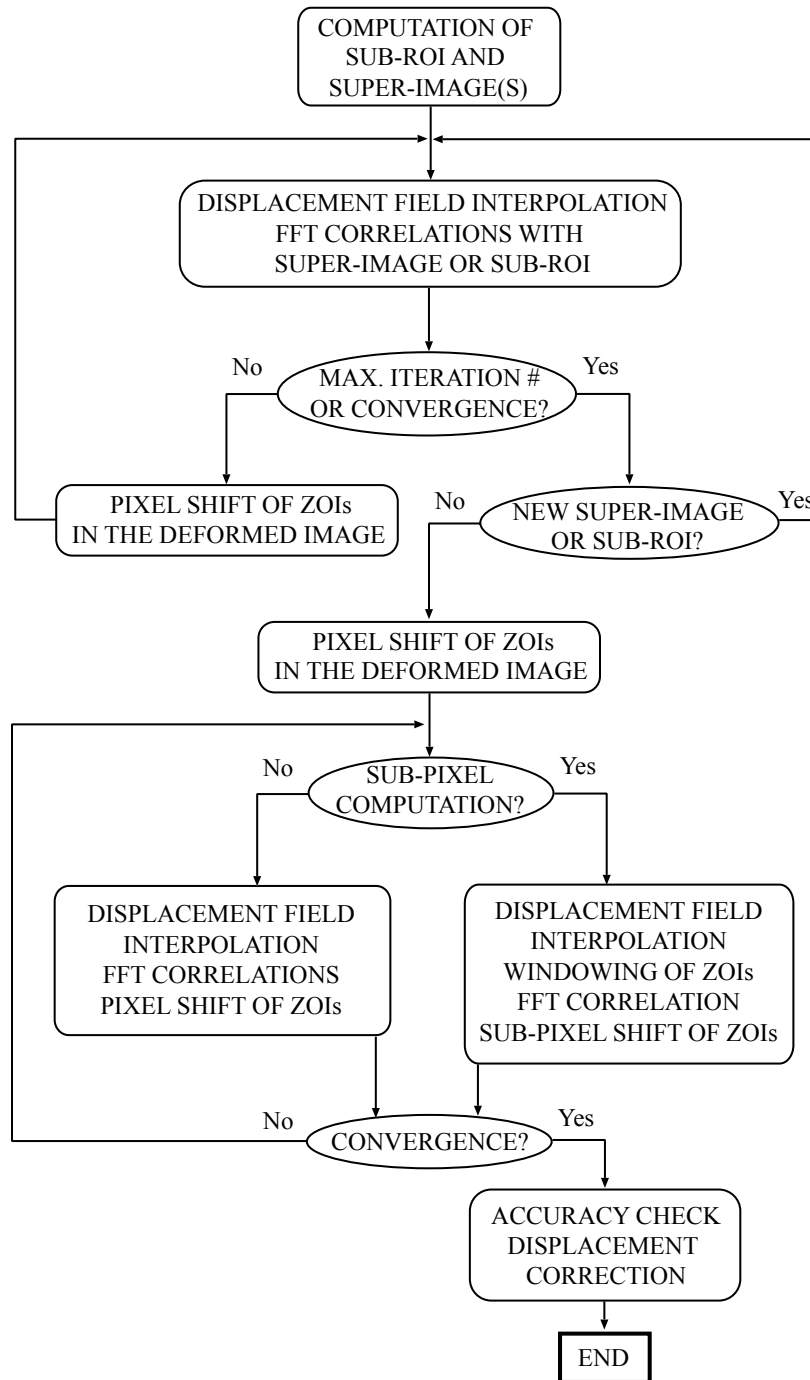 COMPUTATION OF
SUB-ROI AND
SUPER-IMAGE(S)
DISPLACEMENT FIELD INTERPOLATION
FFT CORRELATIONS WITH
SUPER-IMAGE OR SUB-ROI
No
MAX. ITERATION #
OR CONVERGENCE?
Yes
PIXEL SHIFT OF ZOIs
IN THE DEFORMED IMAGE
No
NEW SUPER-IMAGE
OR SUB-ROI?
Yes
PIXEL SHIFT OF ZOIs
IN THE DEFORMED IMAGE
No
SUB-PIXEL
COMPUTATION?
Yes
DISPLACEMENT FIELD
INTERPOLATION
FFT CORRELATIONS
PIXEL SHIFT OF ZOIs
DISPLACEMENT FIELD
INTERPOLATION
WINDOWING OF ZOIs
FFT CORRELATION
SUB-PIXEL SHIFT OF ZOIs
No
CONVERGENCE?
Yes
ACCURACY CHECK
DISPLACEMENT
CORRECTION
END